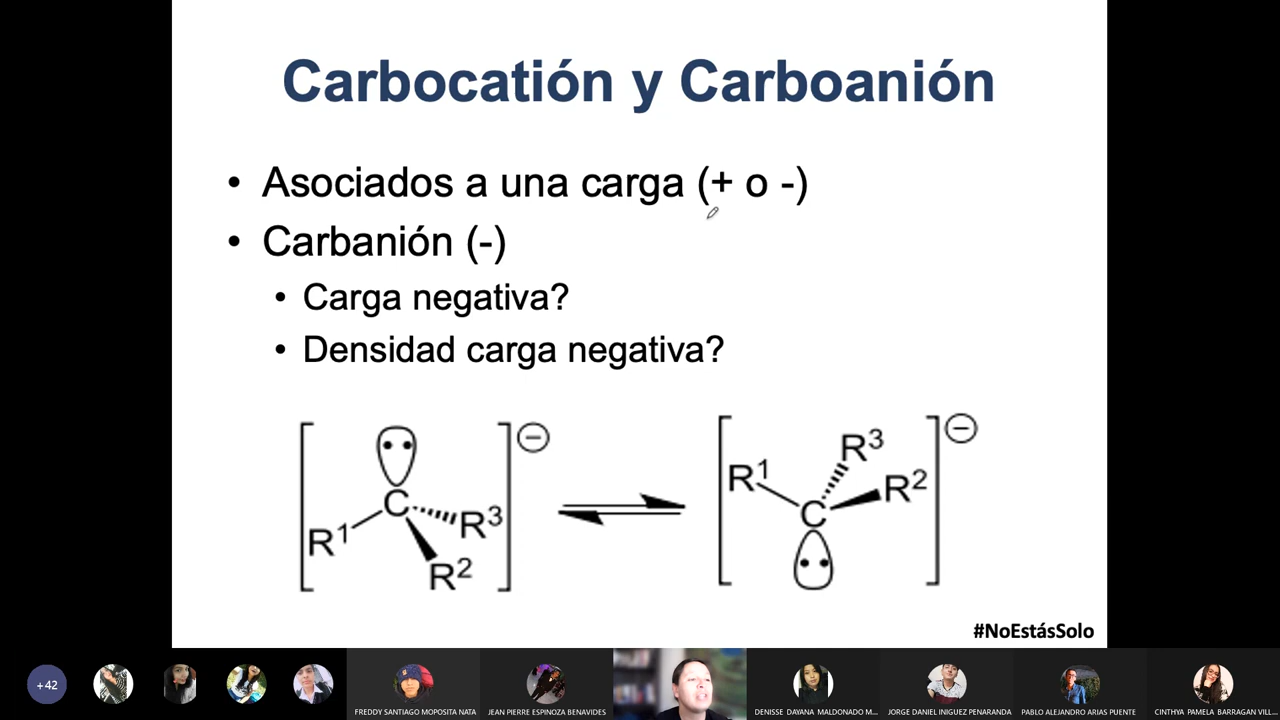 Carbocatión y Carboanión
• Asociados a una carga (+ o -)
• Carbanión (-)
• Carga negativa?
• Densidad carga negativa?
R1 C R3 R2 −
R1 C R3 R2 −
#NoEstásSolo
+42
FREDDY SANTIAGO MOPOSITA NATA
JEAN PIERRE ESPINOZA BENAVIDES
DENISSE DAYANA MALDONADO M...
JORGE DANIEL INIGUEZ PENARANDA
PABLO ALEJANDRO ARIAS PUENTE
CINTHYA PAMELA BARRAGAN VILL...